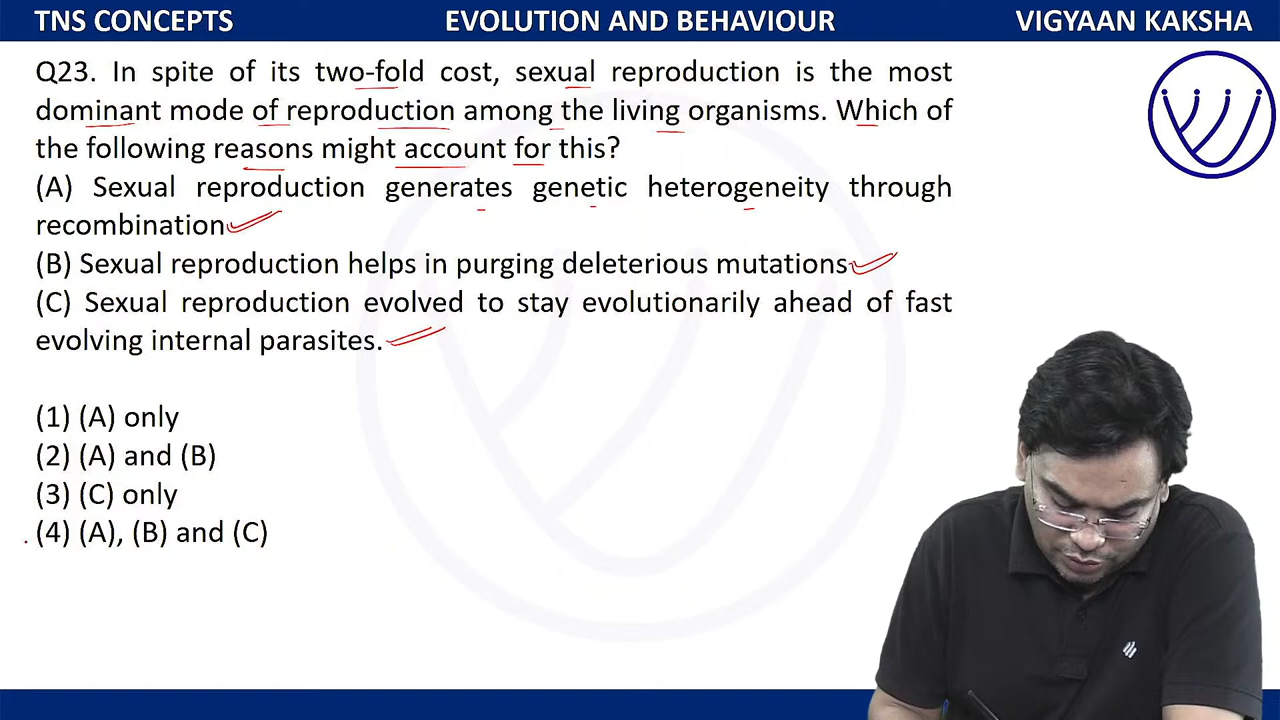 TNS CONCEPTS EVOLUTION AND BEHAVIOUR VIGYAAN KAKSHA
Q23. In spite of its two-fold cost, sexual reproduction is the most
dominant mode of reproduction among the living organisms. Which of
the following reasons might account for this?
(A) Sexual reproduction generates genetic heterogeneity through
recombination
(B) Sexual reproduction helps in purging deleterious mutations
(C) Sexual reproduction evolved to stay evolutionarily ahead of fast
evolving internal parasites.
(1) (A) only
(2) (A) and (B)
(3) (C) only
(4) (A), (B) and (C)